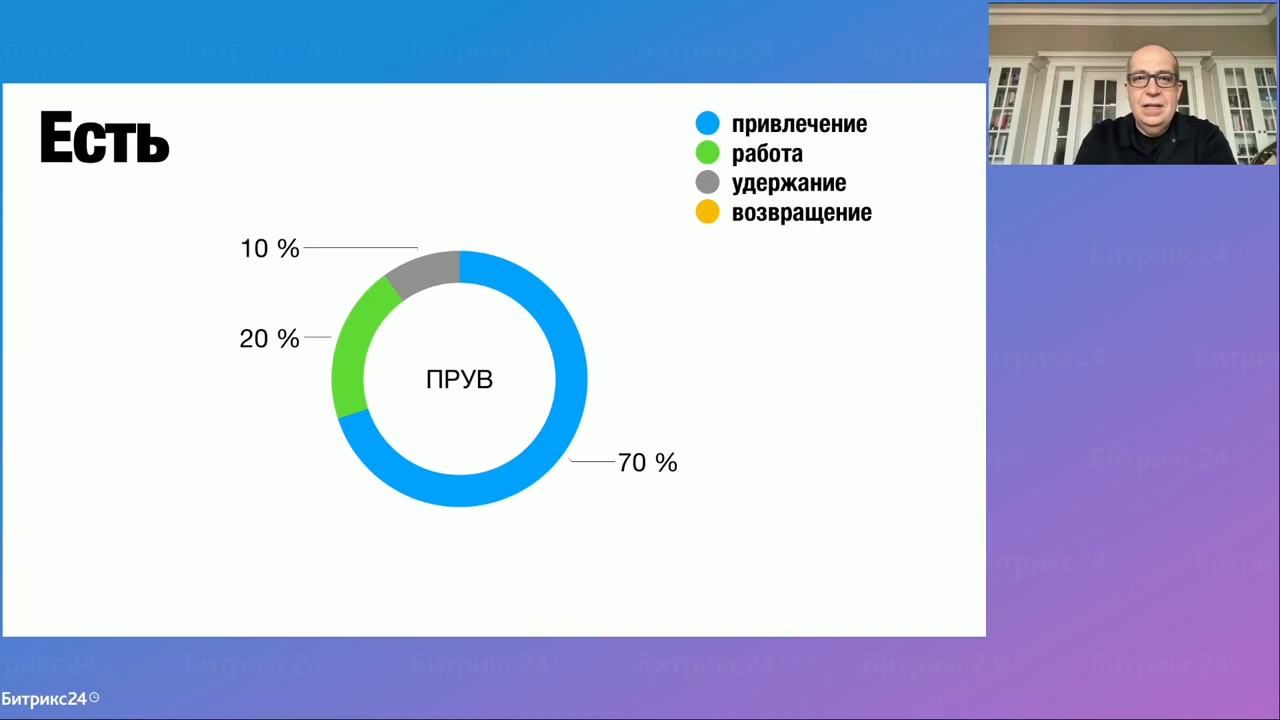 Есть
привлечение
работа
удержание
возвращение
10 %
20 %
ПРУВ
70 %
Битрикс24